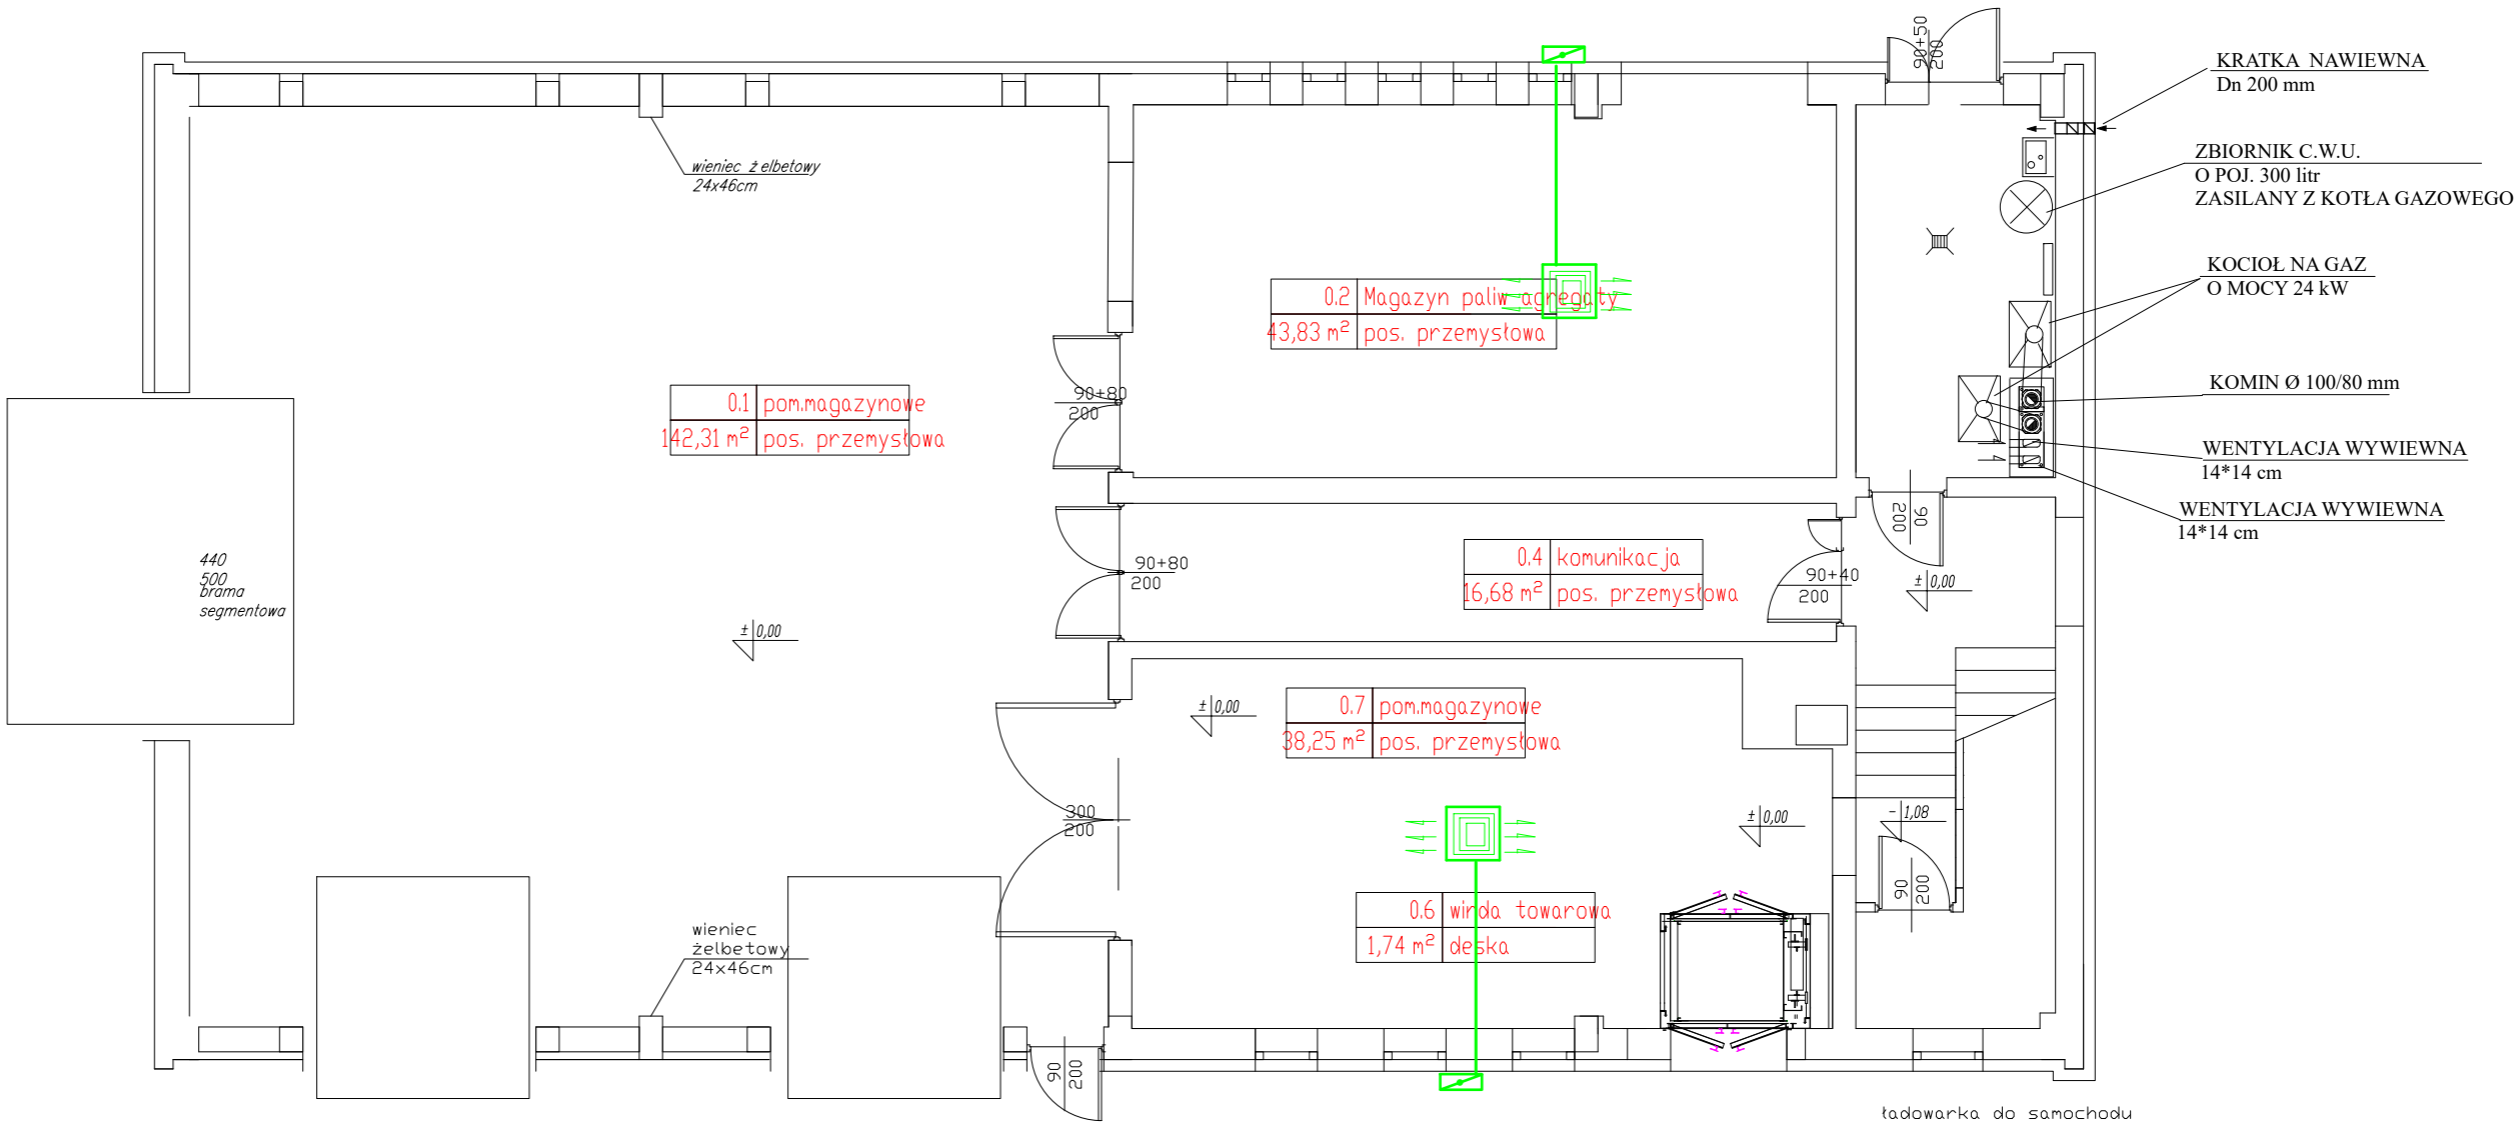 90+50
200
KRATKA NAWIEWNA
Dn 200 mm
ZBIORNIK C.W.U.
O POJ. 300 litr
ZASILANY Z KOTŁA GAZOWEGO
wieniec żelbetowy
24x46cm
KOCIOŁ NA GAZ
O MOCY 24 kW
0.2 Magazyn paliw agregaty
43,83 m² pos. przemysłowa
KOMIN Ø 100/80 mm
0.1 pom.magazynowe
142,31 m² pos. przemysłowa
90+80
200
WENTYLACJA WYWIEWNA
14*14 cm
WENTYLACJA WYWIEWNA
14*14 cm
90
200
440
500
brama
segmentowa
90+80
200
0.4 komunikacja
16,68 m² pos. przemysłowa
90+40
200
± 0,00
± 0,00
± 0,00
0.7 pom.magazynowe
38,25 m² pos. przemysłowa
300
200
± 0,00
- 1,08
90
200
0.6 winda towarowa
1,74 m² deska
wieniec
żelbetowy
24x46cm
90
200
ładowarka do samochodu